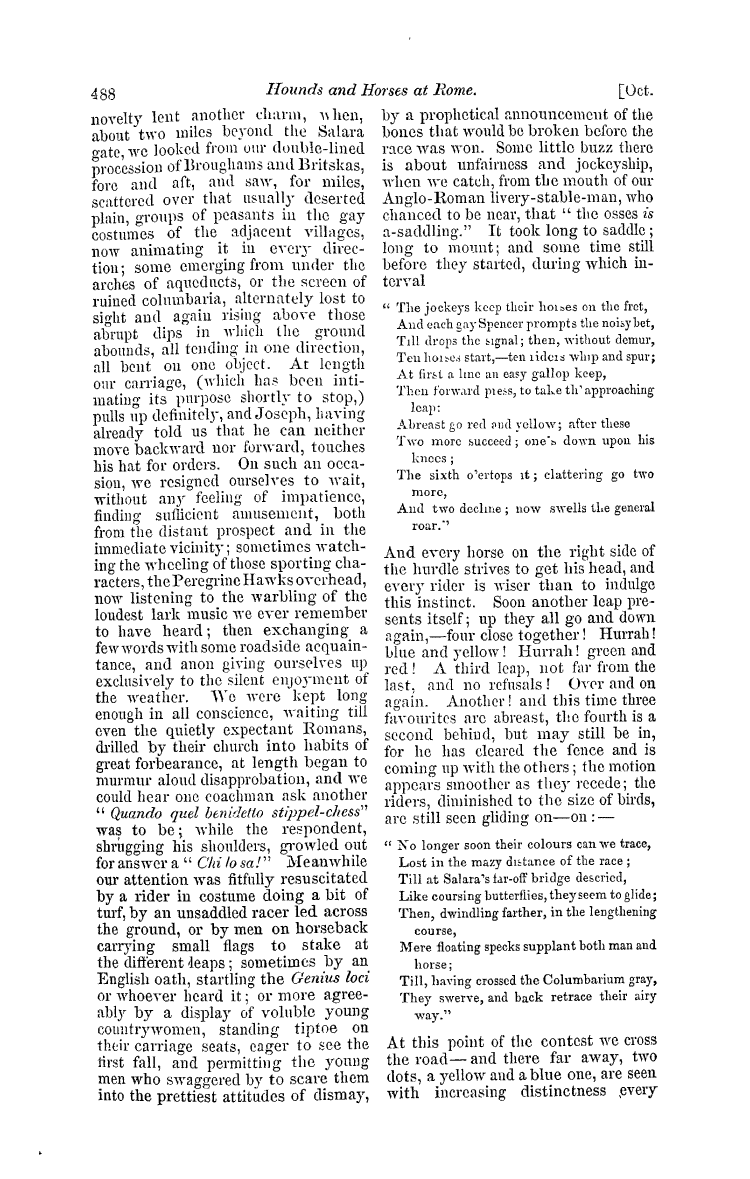 488
Hounds and Horses at Rome.
[Oct.
novelty lent another charm, when,
about two miles beyond the Salara
gate, we looked from our double-lined
procession of Broughams and Britskas,
fore and aft, and saw, for miles,
scattered over that usually deserted
plain, groups of peasants in the gay
costumes of the adjacent villages,
now animating it in every direc-
tion; some emerging from under the
arches of aqueducts, or the screen of
ruined columbaria, alternately lost to
sight and again rising above those
abrupt dips in which the ground
abounds, all tending in one direction,
all bent on one object. At length
our carriage, (which has been inti-
mating its purpose shortly to stop,)
pulls up definitely, and Joseph, having
already told us that he can neither
move backward nor forward, touches
his hat for orders. On such an occa-
sion, we resigned ourselves to wait,
without any feeling of impatience,
finding sufficient amusement, both
from the distant prospect and in the
immediate vicinity; sometimes watch-
ing the wheeling of those sporting cha-
racters, the Peregrine Hawks overhead,
now listening to the warbling of the
loudest lark music we ever remember
to have heard; then exchanging a
few words with some roadside acquain-
tance, and anon giving ourselves up
exclusively to the silent enjoyment of
the weather. We were kept long
enough in all conscience, waiting till
even the quietly expectant Romans,
drilled by their church into habits of
great forbearance, at length began to
murmur aloud disapprobation, and we
could hear one coachman ask another
"Quando quel benidetto stippel-chess"
was to be; while the respondent,
shrugging his shoulders, growled out
for answer a "Chi lo sa!" Meanwhile
our attention was fitfully resuscitated
by a rider in costume doing a bit of
turf, by an unsaddled racer led across
the ground, or by men on horseback
carrying small flags to stake at
the different leaps; sometimes by an
English oath, startling the Genius loci
or whoever heard it; or more agree-
ably by a display of voluble young
countrywomen, standing tiptoe on
their carriage seats, eager to see the
first fall, and permitting the young
men who swaggered by to scare them
into the prettiest attitudes of dismay,
by a prophetical announcement of the
bones that would be broken before the
race was won. Some little buzz there
is about unfairness and jockeyship,
when we catch, from the mouth of our
Anglo-Roman livery-stable-man, who
chanced to be near, that "the osses is
a-saddling." It took long to saddle;
long to mount; and some time still
before they started, during which in-
terval
"The jockeys keep their horses on the fret,
And each gay Spencer prompts the noisy bet,
Till drops the signal; then, without demur,
Ten horses start,—ten riders whip and spur;
At first a line an easy gallop keep,
Then forward press, to take th' approaching
leap:
Abreast go red and yellow; after these
Two more succeed; one's down upon his
knees;
The sixth o'ertops it; clattering go two
more,
And two decline; now swells the general
roar."
And every horse on the right side of
the hurdle strives to get his head, and
every rider is wiser than to indulge
this instinct. Soon another leap pre-
sents itself; up they all go and down
again,—four close together! Hurrah!
blue and yellow! Hurrah! green and
red! A third leap, not far from the
last, and no refusals! Over and on
again. Another! and this time three
favourites are abreast, the fourth is a
second behind, but may still be in,
for he has cleared the fence and is
coming up with the others; the motion
appears smoother as they recede; the
riders, diminished to the size of birds,
are still seen gliding on—on:—
"No longer soon their colours can we trace,
Lost in the mazy distance of the race;
Till at Salara's far-off bridge descried,
Like coursing butterflies, they seem to glide;
Then, dwindling farther, in the lengthening
course,
Mere floating specks supplant both man and
horse;
Till, having crossed the Columbarium gray,
They swerve, and back retrace their airy
way."
At this point of the contest we cross
the road—and there far away, two
dots, a yellow and a blue one, are seen
with increasing distinctness every